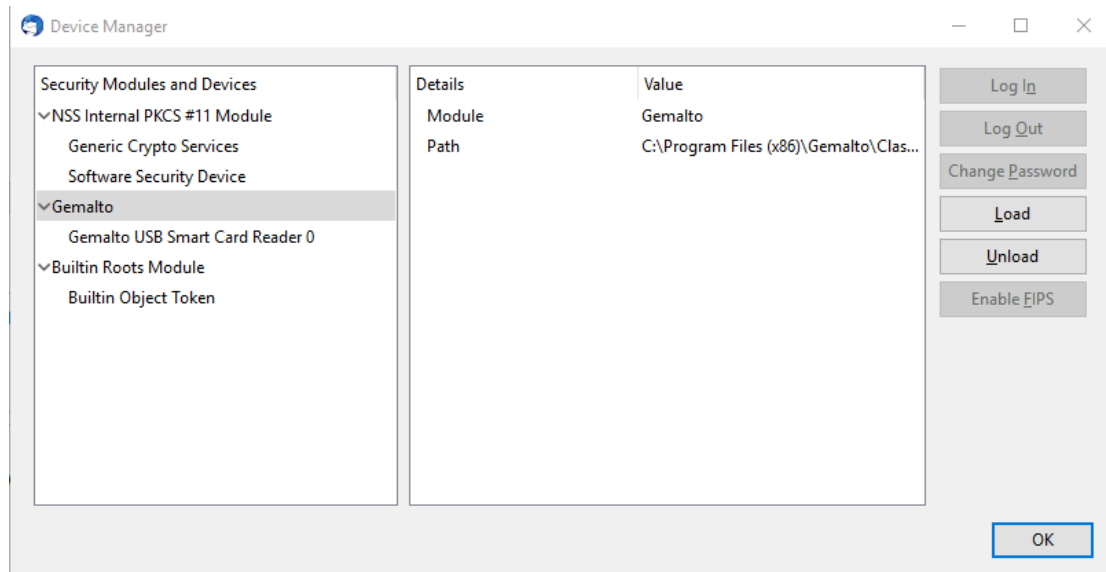 Device Manager
Security Modules and Devices
NSS Internal PKCS #11 Module
Generic Crypto Services
Software Security Device
Gemalto
Gemalto USB Smart Card Reader 0
Builtin Roots Module
Builtin Object Token
Details Value
Module Gemalto
Path C:\Program Files (x86)\Gemalto\Clas...
Log In
Log Out
Change Password
Load
Unload
Enable FIPS
OK